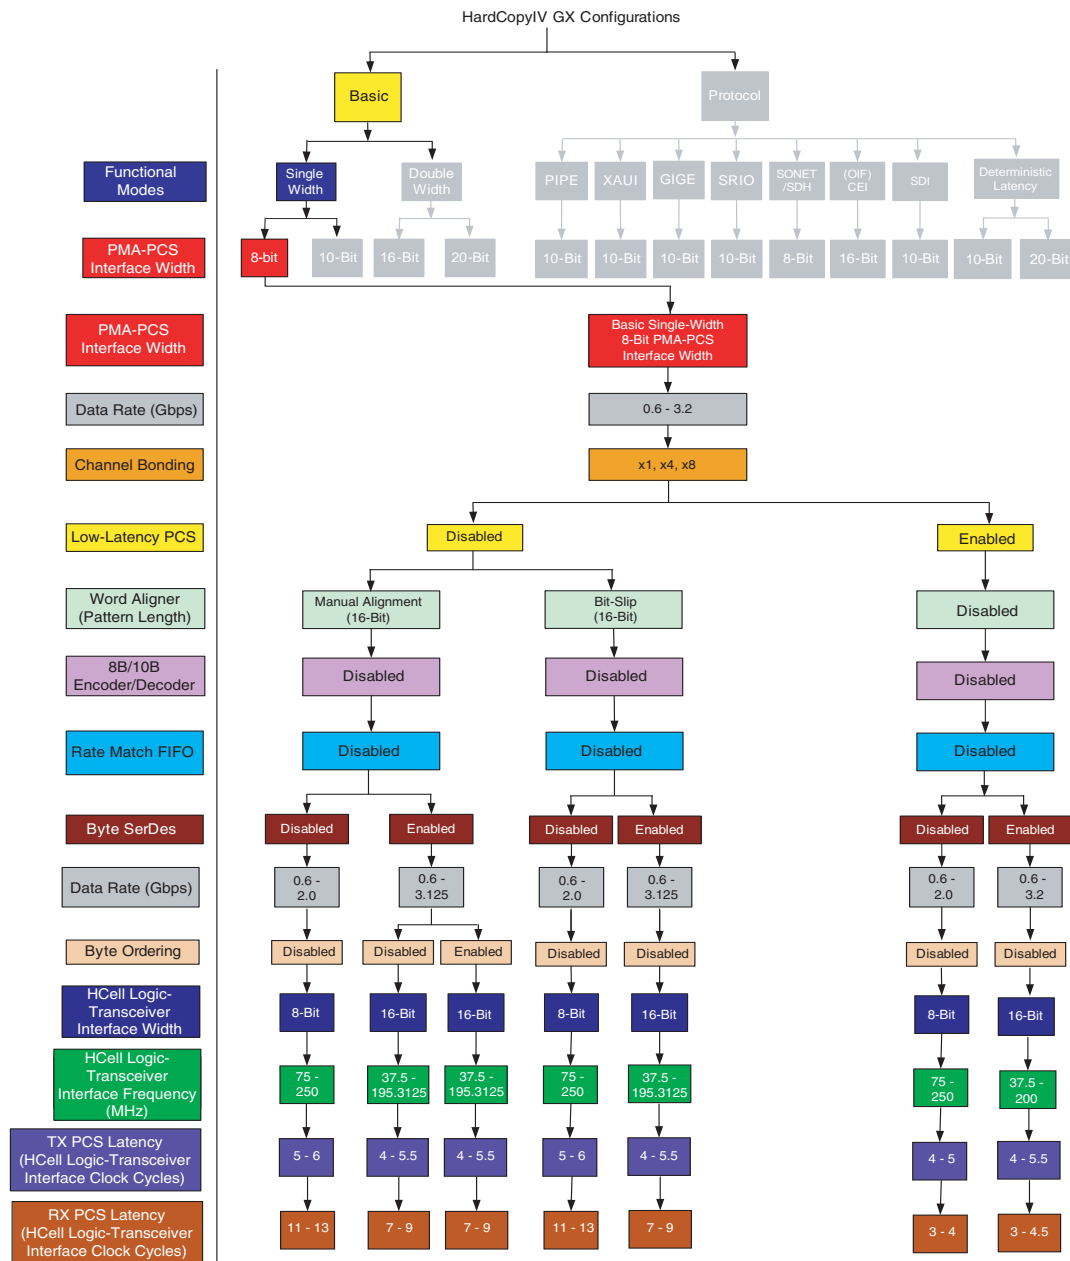 HardCopyIV GX Configurations
Basic
Protocol
Functional
Modes
Single
Width
Double
Width
PIPE
XAUI
GIGE
SRIO
SONET
/SDH
(OIF)
CEI
SDI
Deterministic
Latency
PMA-PCS
Interface Width
8-bit
10-Bit
16-Bit
20-Bit
10-Bit
10-Bit
10-Bit
10-Bit
8-Bit
16-Bit
10-Bit
10-Bit
20-Bit
PMA-PCS
Interface Width
Basic Single-Width
8-Bit PMA-PCS
Interface Width
Data Rate (Gbps)
0.6 - 3.2
Channel Bonding
x1, x4, x8
Low-Latency PCS
Disabled
Enabled
Word Aligner
(Pattern Length)
Manual Alignment
(16-Bit)
Bit-Slip
(16-Bit)
Disabled
8B/10B
Encoder/Decoder
Disabled
Disabled
Disabled
Rate Match FIFO
Disabled
Disabled
Disabled
Byte SerDes
Disabled
Enabled
Disabled
Enabled
Disabled
Enabled
Data Rate (Gbps)
0.6 -
2.0
0.6 -
3.125
0.6 -
2.0
0.6 -
3.125
0.6 -
2.0
0.6 -
3.2
Byte Ordering
Disabled
Disabled
Enabled
Disabled
Disabled
Disabled
Disabled
HCell Logic-
Transceiver
Interface Width
8-Bit
16-Bit
16-Bit
8-Bit
16-Bit
8-Bit
16-Bit
HCell Logic-
Transceiver
Interface Frequency
(MHz)
75 -
250
37.5 -
195.3125
37.5 -
195.3125
75 -
250
37.5 -
195.3125
75 -
250
37.5 -
200
TX PCS Latency
(HCell Logic-Transceiver
Interface Clock Cycles)
5 - 6
4 - 5.5
4 - 5.5
5 - 6
4 - 5.5
4 - 5
4 - 5.5
RX PCS Latency
(HCell Logic-Transceiver
Interface Clock Cycles)
11 - 13
7 - 9
7 - 9
11 - 13
7 - 9
3 - 4
3 - 4.5